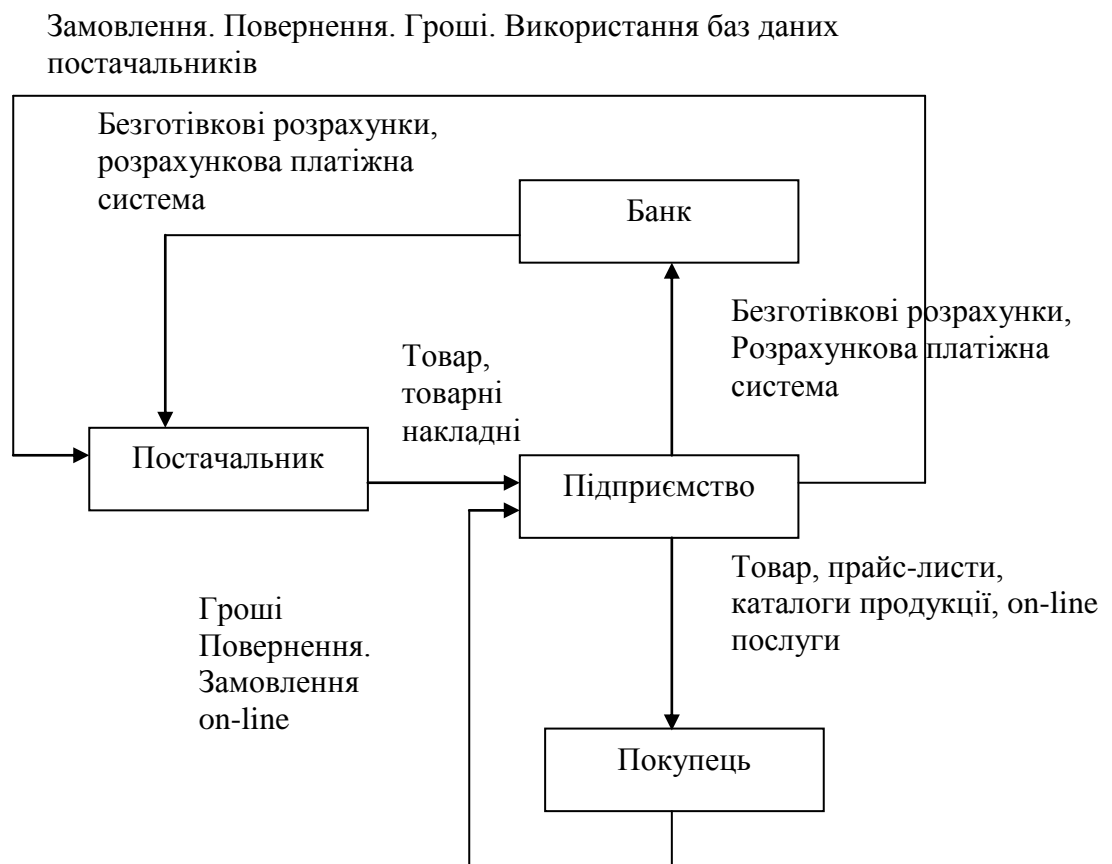 Замовлення. Повернення. Гроші. Використання баз даних
постачальників
Безготівкові розрахунки,
розрахункова платіжна
система
Банк
Безготівкові розрахунки,
Розрахункова платіжна
система
Товар,
товарні
накладні
Постачальник
Підприємство
Товар, прайс-листи,
каталоги продукції, on-line
послуги
Гроші
Повернення.
Замовлення
on-line
Покупець